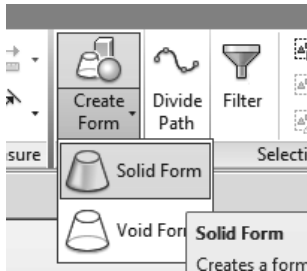 Create Form
Divide Path
Filter
sure
Selecti
Solid Form
Void For
Solid Form
Creates a form